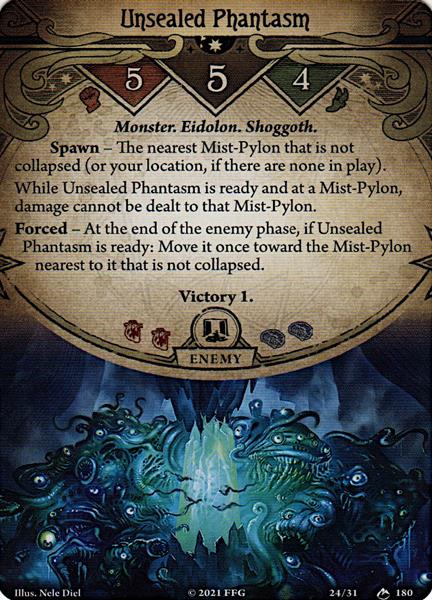 Unsealed Phantasm
5 5 4
Monster. Eidolon. Shoggoth.
Spawn – The nearest Mist-Pylon that is not
collapsed (or your location, if there are none in play).
While Unsealed Phantasm is ready and at a Mist-Pylon,
damage cannot be dealt to that Mist-Pylon.
Forced – At the end of the enemy phase, if Unsealed
Phantasm is ready: Move it once toward the Mist-Pylon
nearest to it that is not collapsed.
Victory 1.
ENEMY
Illus. Nele Diel © 2021 FFG 24/31 180